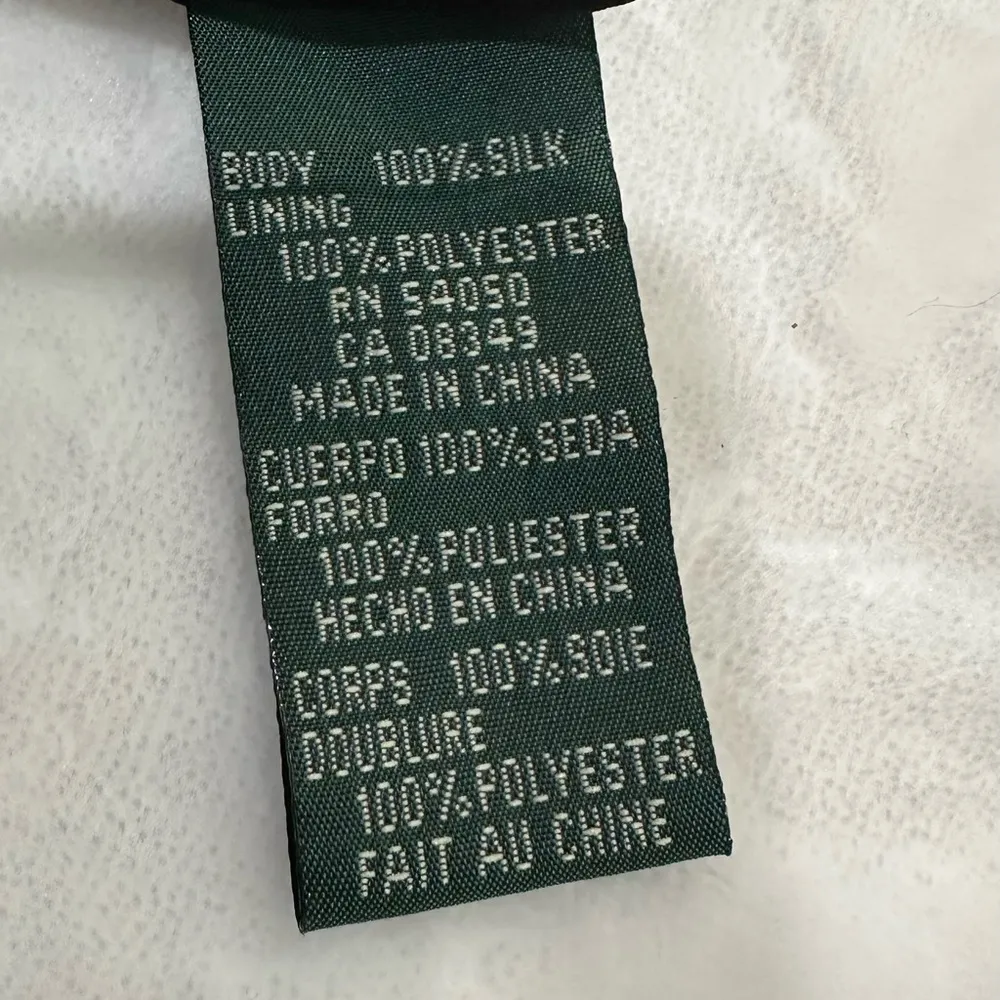 BODY 100% SILK
LINING
100% POLYESTER
RN 54050
CA 08349
MADE IN CHINA
CUERPO 100% SEDA
FORRO
100% POLIESTER
HECHO EN CHINA
CORPS 100% SOIE
DOUBLURE
100% POLYESTER
FAIT AU CHINE